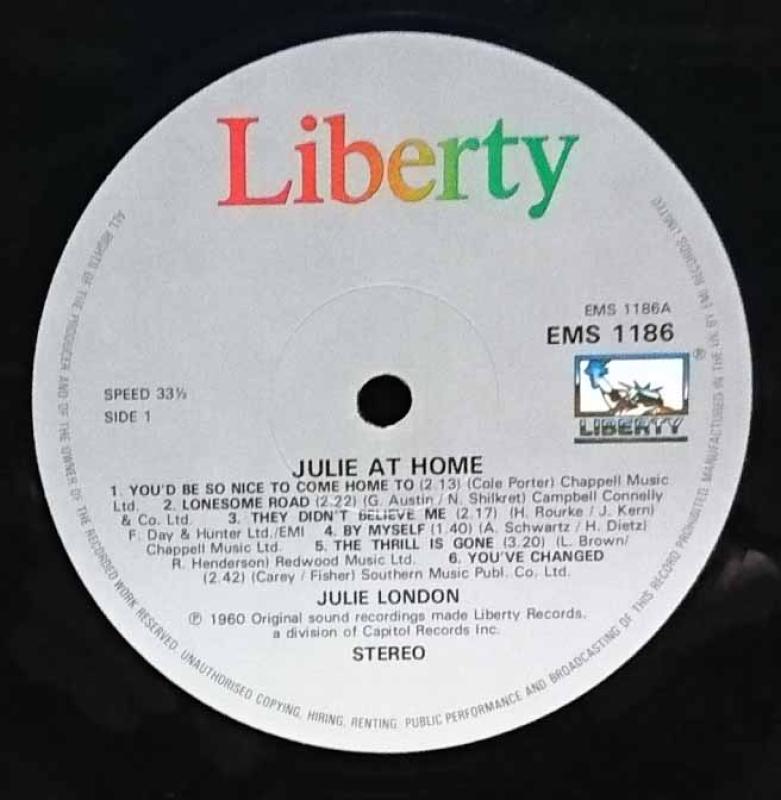 Liberty
EMS 1186A
EMS 1186
®
LIBERTY
SPEED 33⅓
SIDE 1
JULIE AT HOME
1. YOU'D BE SO NICE TO COME HOME TO (2.13) (Cole Porter) Chappell Music
Ltd. 2. LONESOME ROAD (2.22) (G. Austin / N. Shilkret) Campbell Connelly
& Co. Ltd. 3. THEY DIDN'T BELIEVE ME (2.17) (H. Rourke / J. Kern)
F. Day & Hunter Ltd./EMI 4. BY MYSELF (1.40) (A. Schwartz / H. Dietz)
Chappell Music Ltd. 5. THE THRILL IS GONE (3.20) (L. Brown/
R. Henderson) Redwood Music Ltd. 6. YOU'VE CHANGED
(2.42) (Carey / Fisher) Southern Music Publ. Co. Ltd.
JULIE LONDON
℗ 1960 Original sound recordings made Liberty Records,
a division of Capitol Records Inc.
STEREO
ALL RIGHTS OF THE PRODUCER AND OF THE OWNER OF THE RECORDED WORK RESERVED. UNAUTHORISED COPYING, HIRING, RENTING, PUBLIC PERFORMANCE AND BROADCASTING OF THIS RECORD PROHIBITED. MANUFACTURED IN THE UK BY EMI RECORDS LIMITED